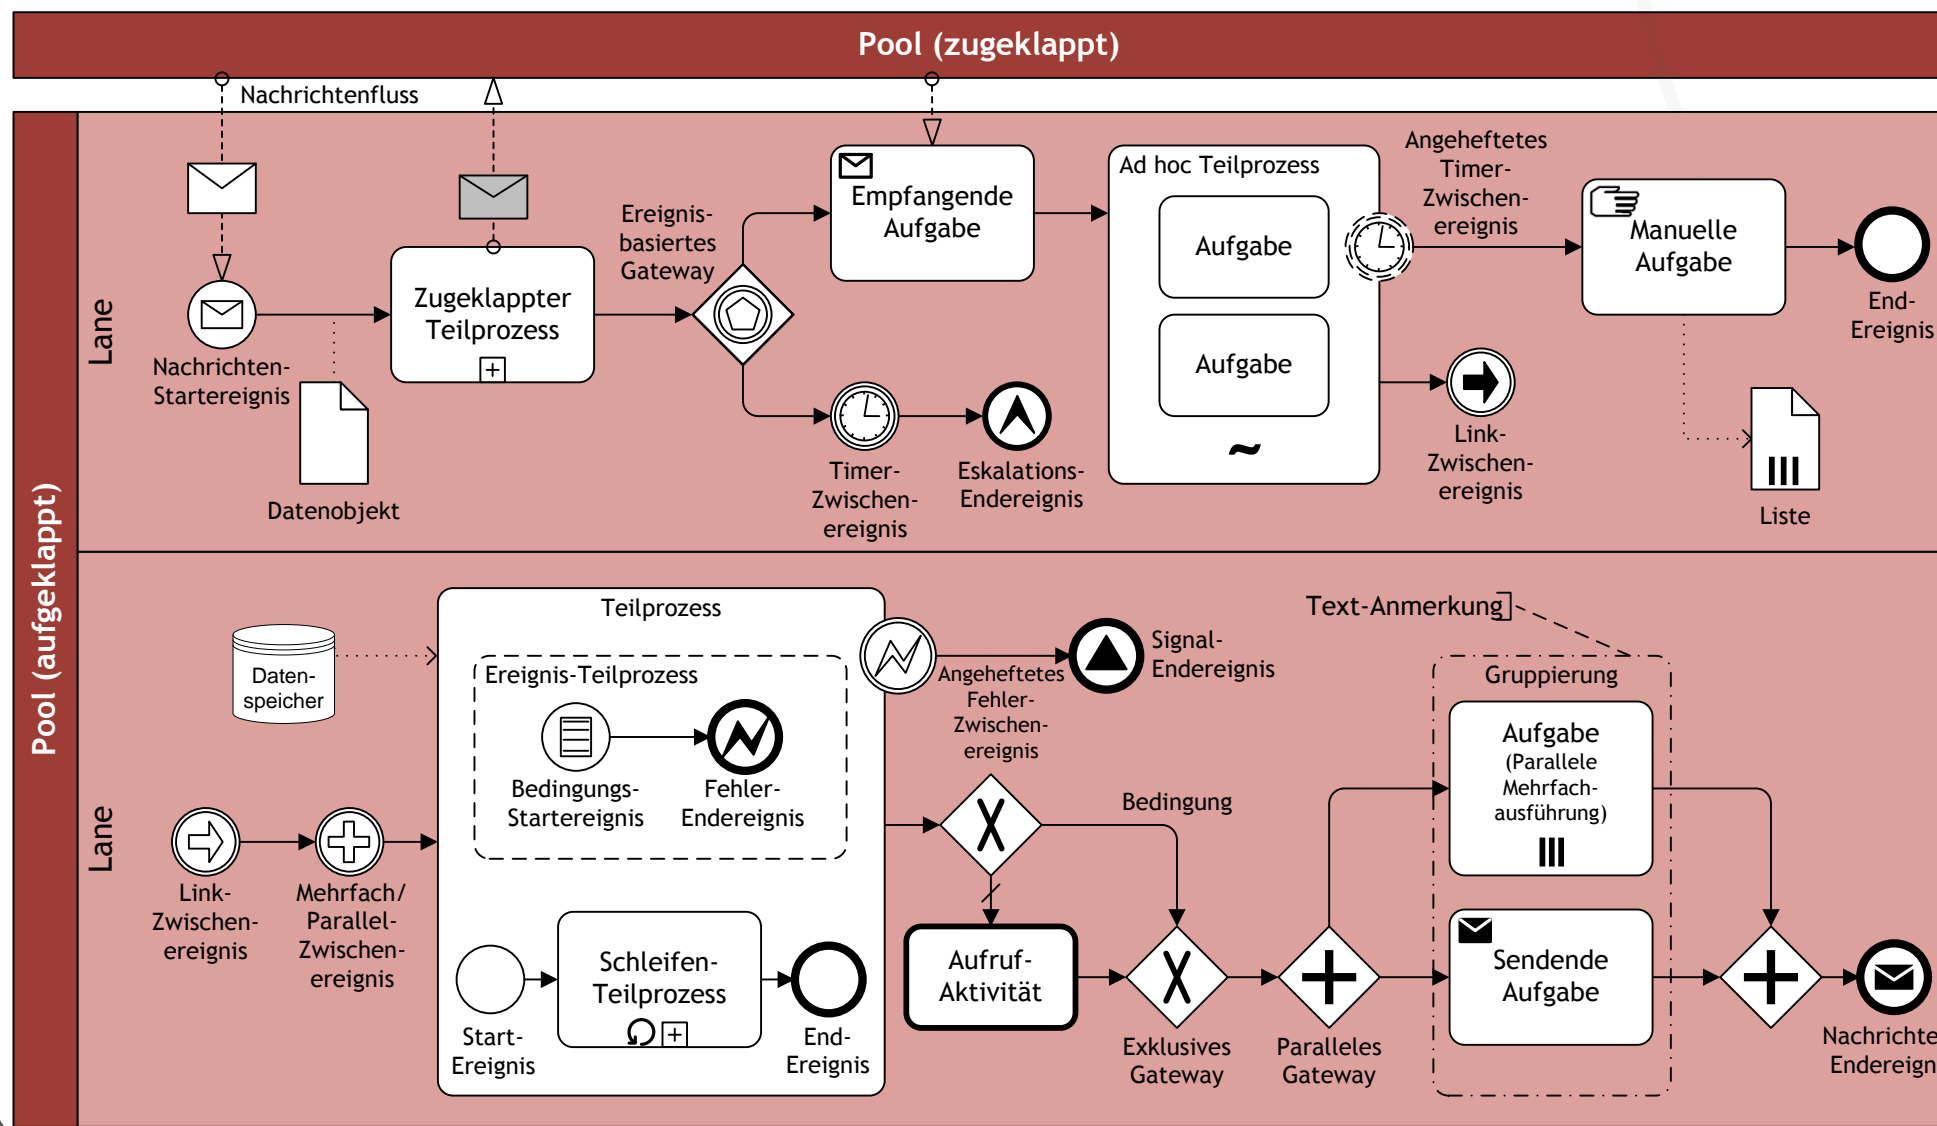 Pool (zugeklappt)
Nachrichtenfluss
Pool (aufgeklappt)
Lane
Nachrichten-
Startereignis
Datenobjekt
Zugeklappter
Teilprozess
Ereignis-
basiertes
Gateway
Empfangende
Aufgabe
Timer-
Zwischen-
ereignis
Eskalations-
Endereignis
Ad hoc Teilprozess
Aufgabe
Aufgabe
Angeheftetes
Timer-
Zwischen-
ereignis
Link-
Zwischen-
ereignis
Manuelle
Aufgabe
End-
Ereignis
Liste
Lane
Daten-
speicher
Link-
Zwischen-
ereignis
Mehrfach/
Parallel-
Zwischen-
ereignis
Teilprozess
Ereignis-Teilprozess
Bedingungs-
Startereignis
Fehler-
Endereignis
Start-
Ereignis
Schleifen-
Teilprozess
End-
Ereignis
Angeheftetes
Fehler-
Zwischen-
ereignis
Signal-
Endereignis
Bedingung
Aufruf-
Aktivität
Exklusives
Gateway
Paralleles
Gateway
Text-Anmerkung
Gruppierung
Aufgabe
(Parallele
Mehrfach-
ausführung)
Sendende
Aufgabe
Nachrichte
Endereign